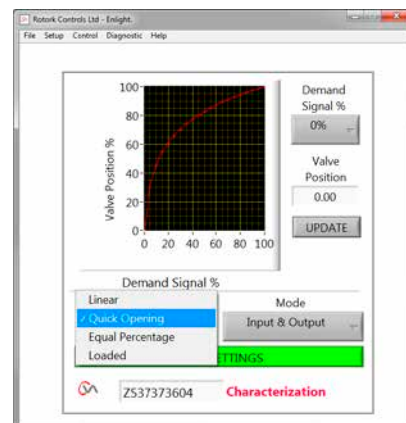 Rotork Controls Ltd - Enlight.
File Setup Control Diagnostic Help
100
80
60
40
20
0
Valve Position %
0 20 40 60 80 100
Demand Signal %
Demand
Signal %
0%
Valve
Position
0.00
UPDATE
Linear
✓ Quick Opening
Equal Percentage
Loaded
Mode
Input & Output
ETTINGS
ZS37373604
Characterization